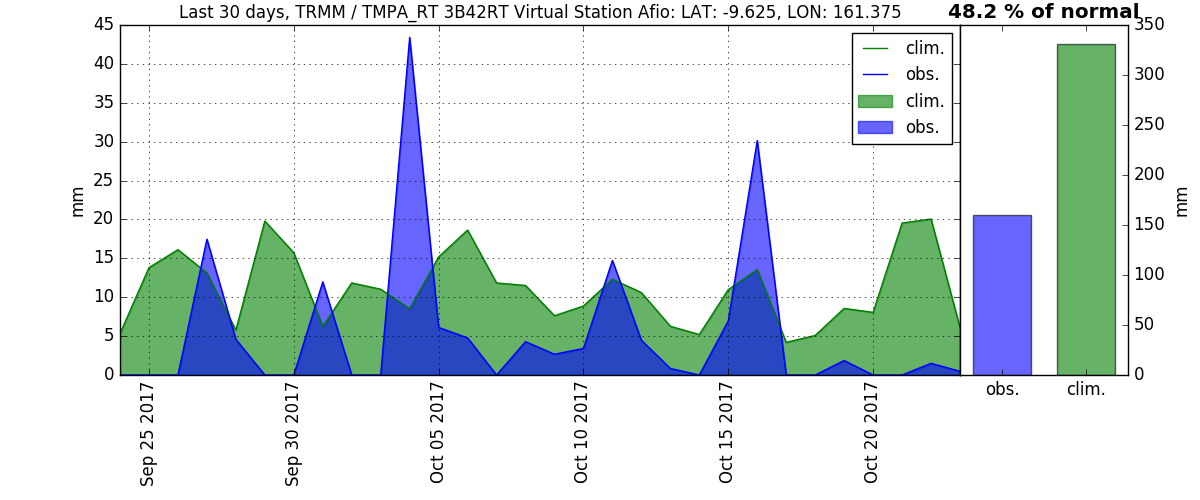 Last 30 days, TRMM / TMPA_RT 3B42RT Virtual Station Afio: LAT: -9.625, LON: 161.375
48.2 % of normal
45
40
35
30
25
20
15
10
5
0
mm
clim.
obs.
clim.
obs.
350
300
250
200
150
100
50
0
mm
Sep 25 2017
Sep 30 2017
Oct 05 2017
Oct 10 2017
Oct 15 2017
Oct 20 2017
obs.
clim.